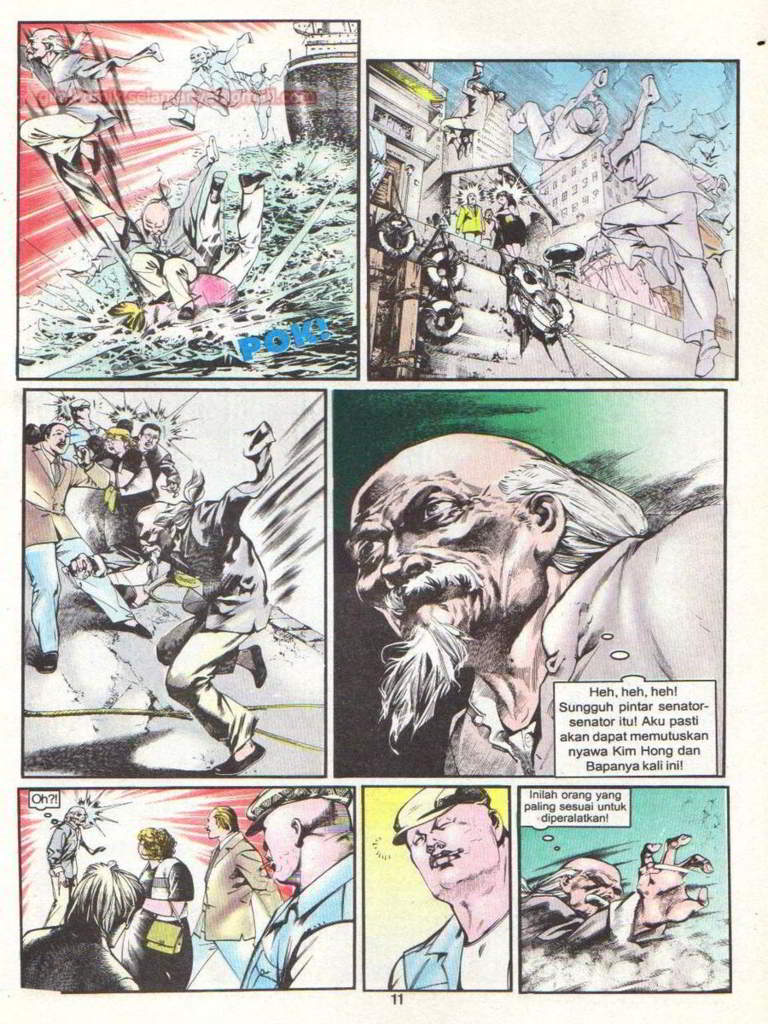 POK!
Heh, heh, heh!
Sungguh pintar senator-
senator itu! Aku pasti
akan dapat memutuskan
nyawa Kim Hong dan
Bapanya kali ini!
Oh?!
Inilah orang yang
paling sesuai untuk
diperalatkan!
11